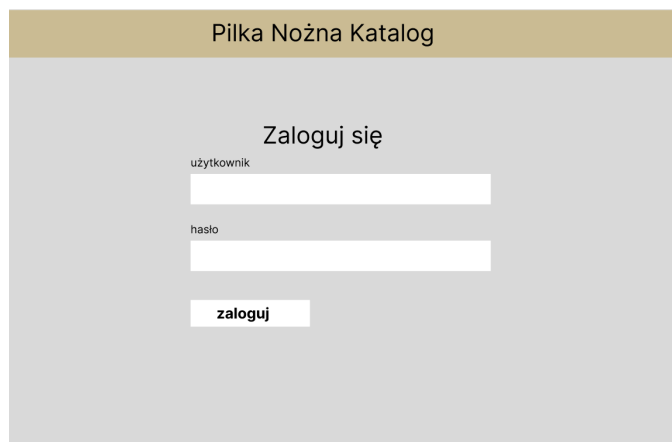 Pilka Nożna Katalog
Zaloguj się
użytkownik
hasło
zaloguj